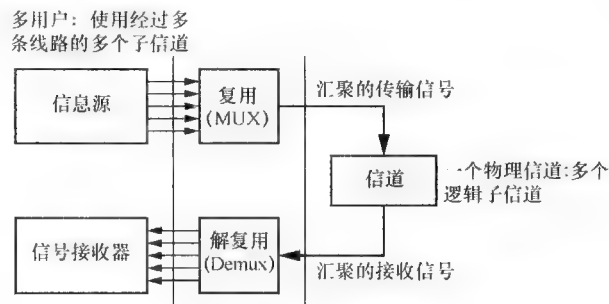 多用户：使用经过多
条线路的多个子信道
信息源
复用
(MUX)
汇聚的传输信号
信道
一个物理信道:多个
逻辑子信道
信号接收器
解复用
(Demux)
汇聚的接收信号